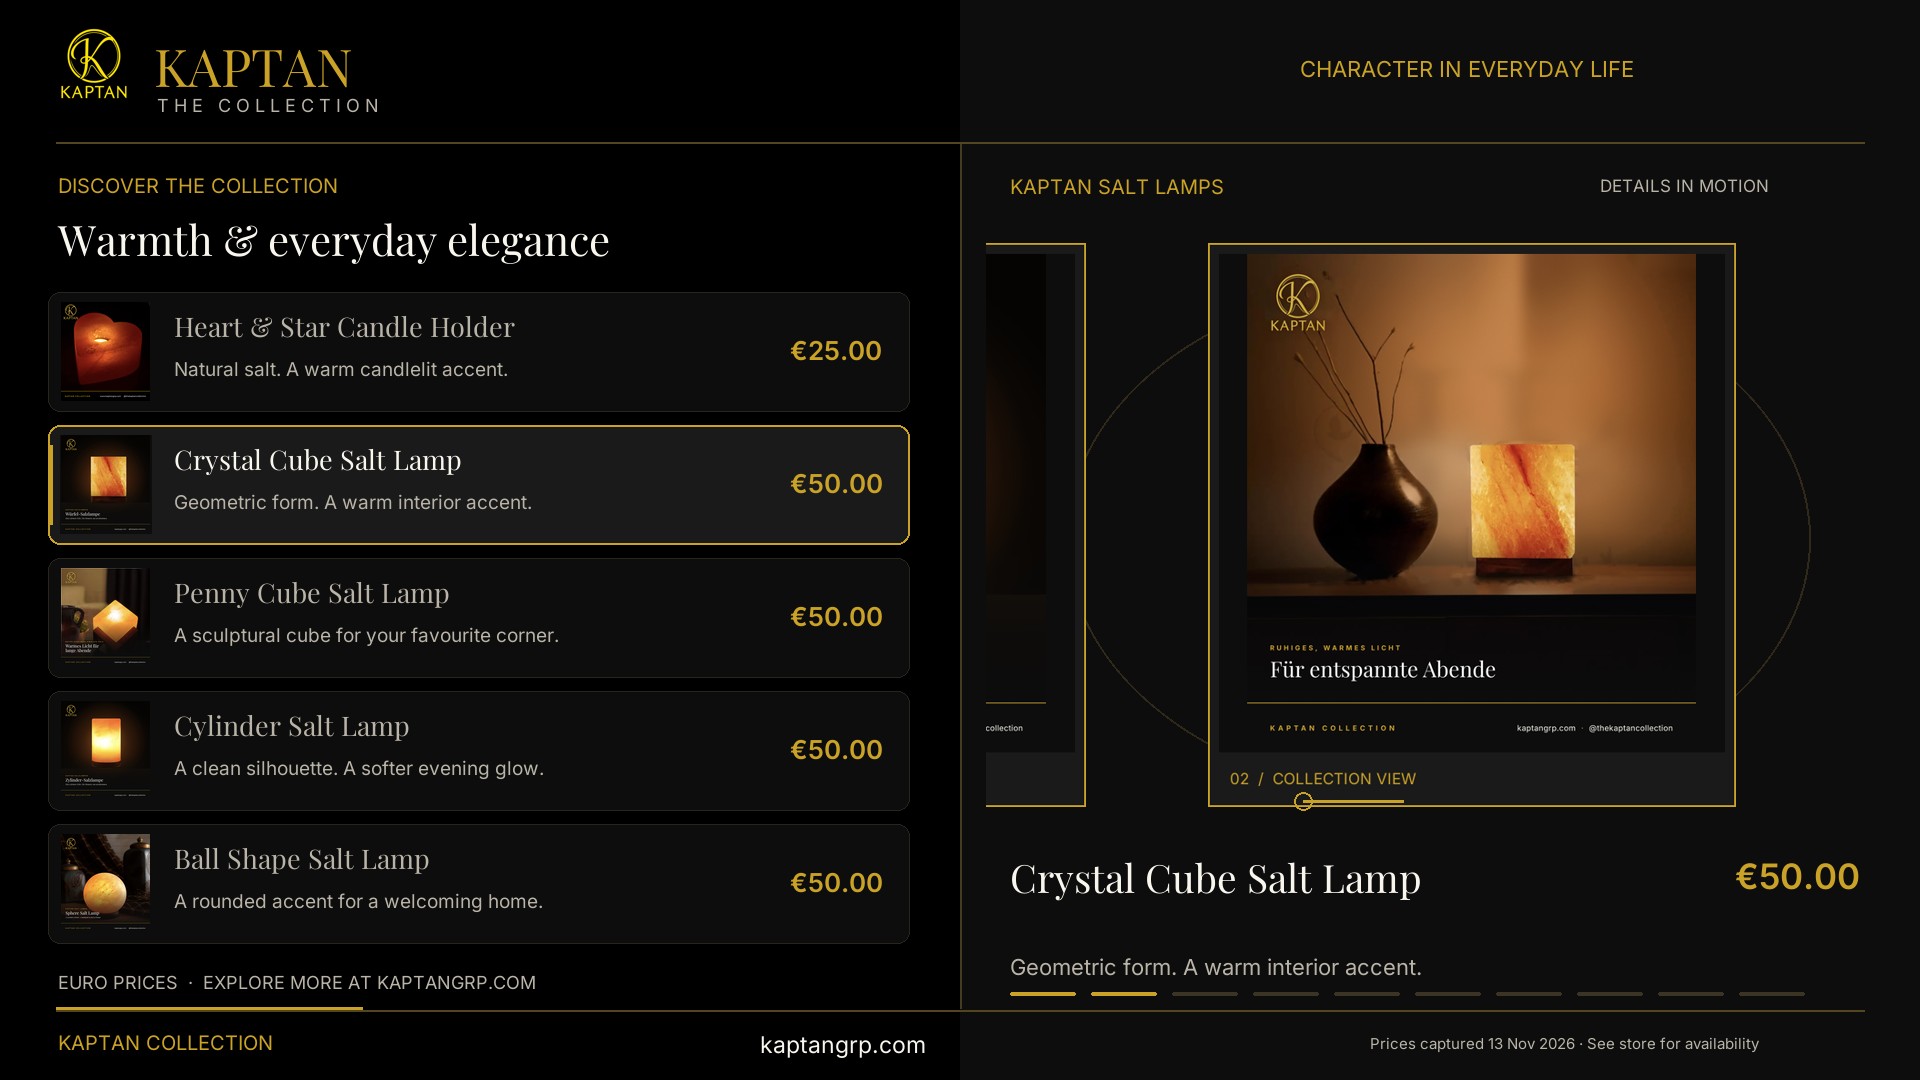 KAPTAN
KAPTAN
THE COLLECTION
CHARACTER IN EVERYDAY LIFE
DISCOVER THE COLLECTION
Warmth & everyday elegance
Heart & Star Candle Holder
Natural salt. A warm candlelit accent.
€25.00
Crystal Cube Salt Lamp
Geometric form. A warm interior accent.
€50.00
Penny Cube Salt Lamp
A sculptural cube for your favourite corner.
€50.00
Cylinder Salt Lamp
A clean silhouette. A softer evening glow.
€50.00
Ball Shape Salt Lamp
A rounded accent for a welcoming home.
€50.00
EURO PRICES · EXPLORE MORE AT KAPTANGRP.COM
KAPTAN SALT LAMPS
DETAILS IN MOTION
collection
KAPTAN
RUHIGES, WARMES LICHT
Für entspannte Abende
KAPTAN COLLECTION
kaptangrp.com · @thekaptancollection
02 / COLLECTION VIEW
Crystal Cube Salt Lamp
€50.00
Geometric form. A warm interior accent.
KAPTAN COLLECTION
kaptangrp.com
Prices captured 13 Nov 2026 · See store for availability